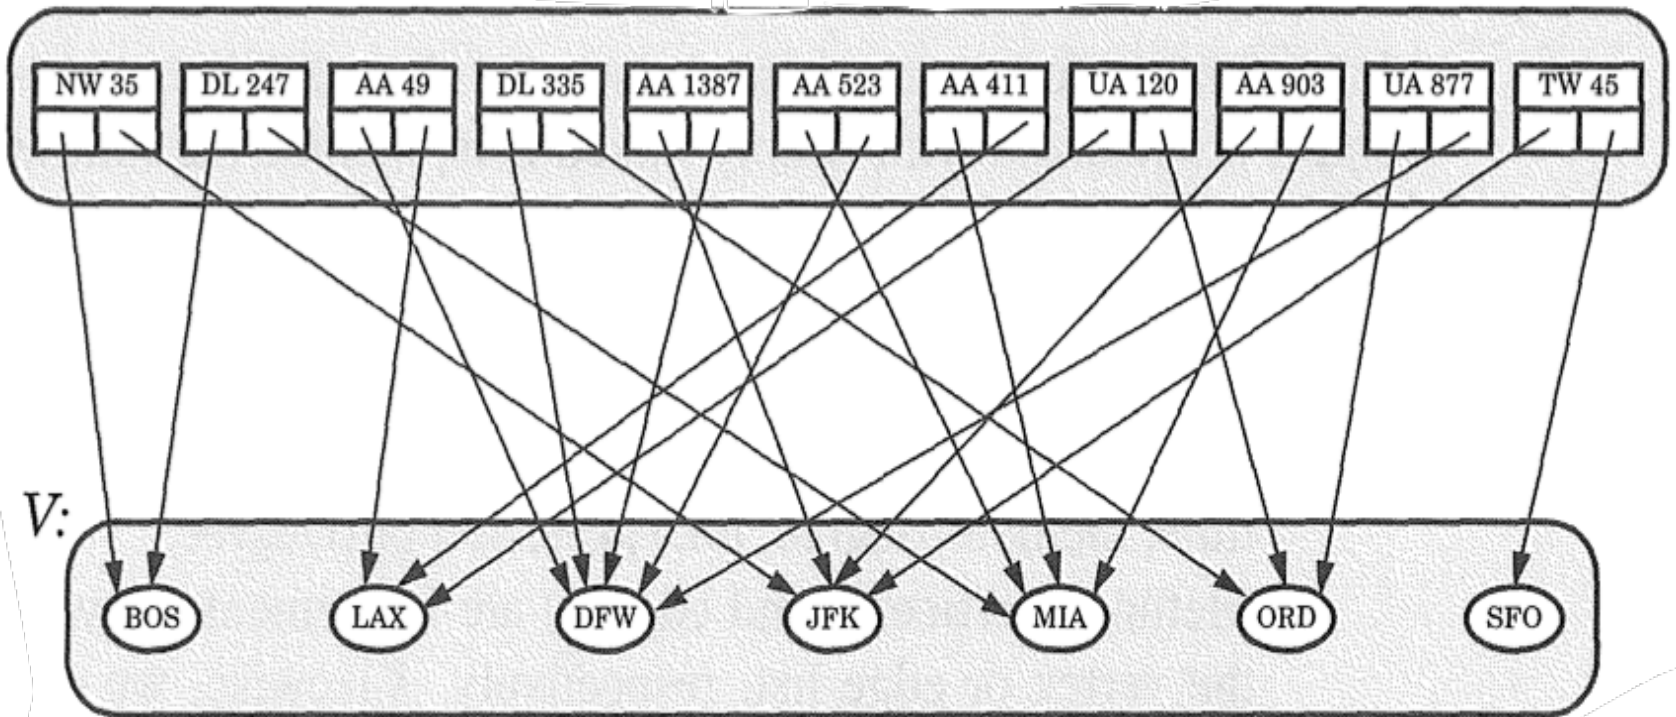 NW 35 DL 247 AA 49 DL 335 AA 1387 AA 523 AA 411 UA 120 AA 903 UA 877 TW 45
V:
BOS LAX DFW JFK MIA ORD SFO